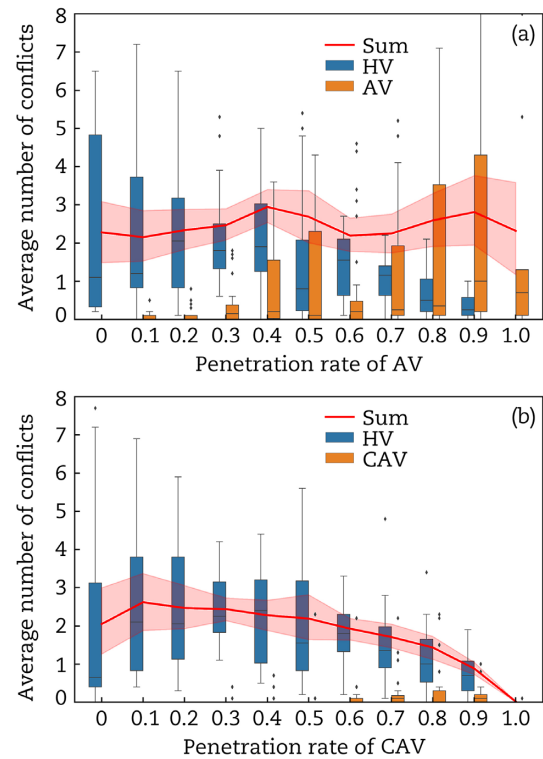 8
(a)
7
Sum
HV
6
AV
5
4
3
2
1
0
Average number of conflicts
0 0.1 0.2 0.3 0.4 0.5 0.6 0.7 0.8 0.9 1.0
Penetration rate of AV
8
(b)
7
Sum
HV
6
CAV
5
4
3
2
1
0
Average number of conflicts
0 0.1 0.2 0.3 0.4 0.5 0.6 0.7 0.8 0.9 1.0
Penetration rate of CAV